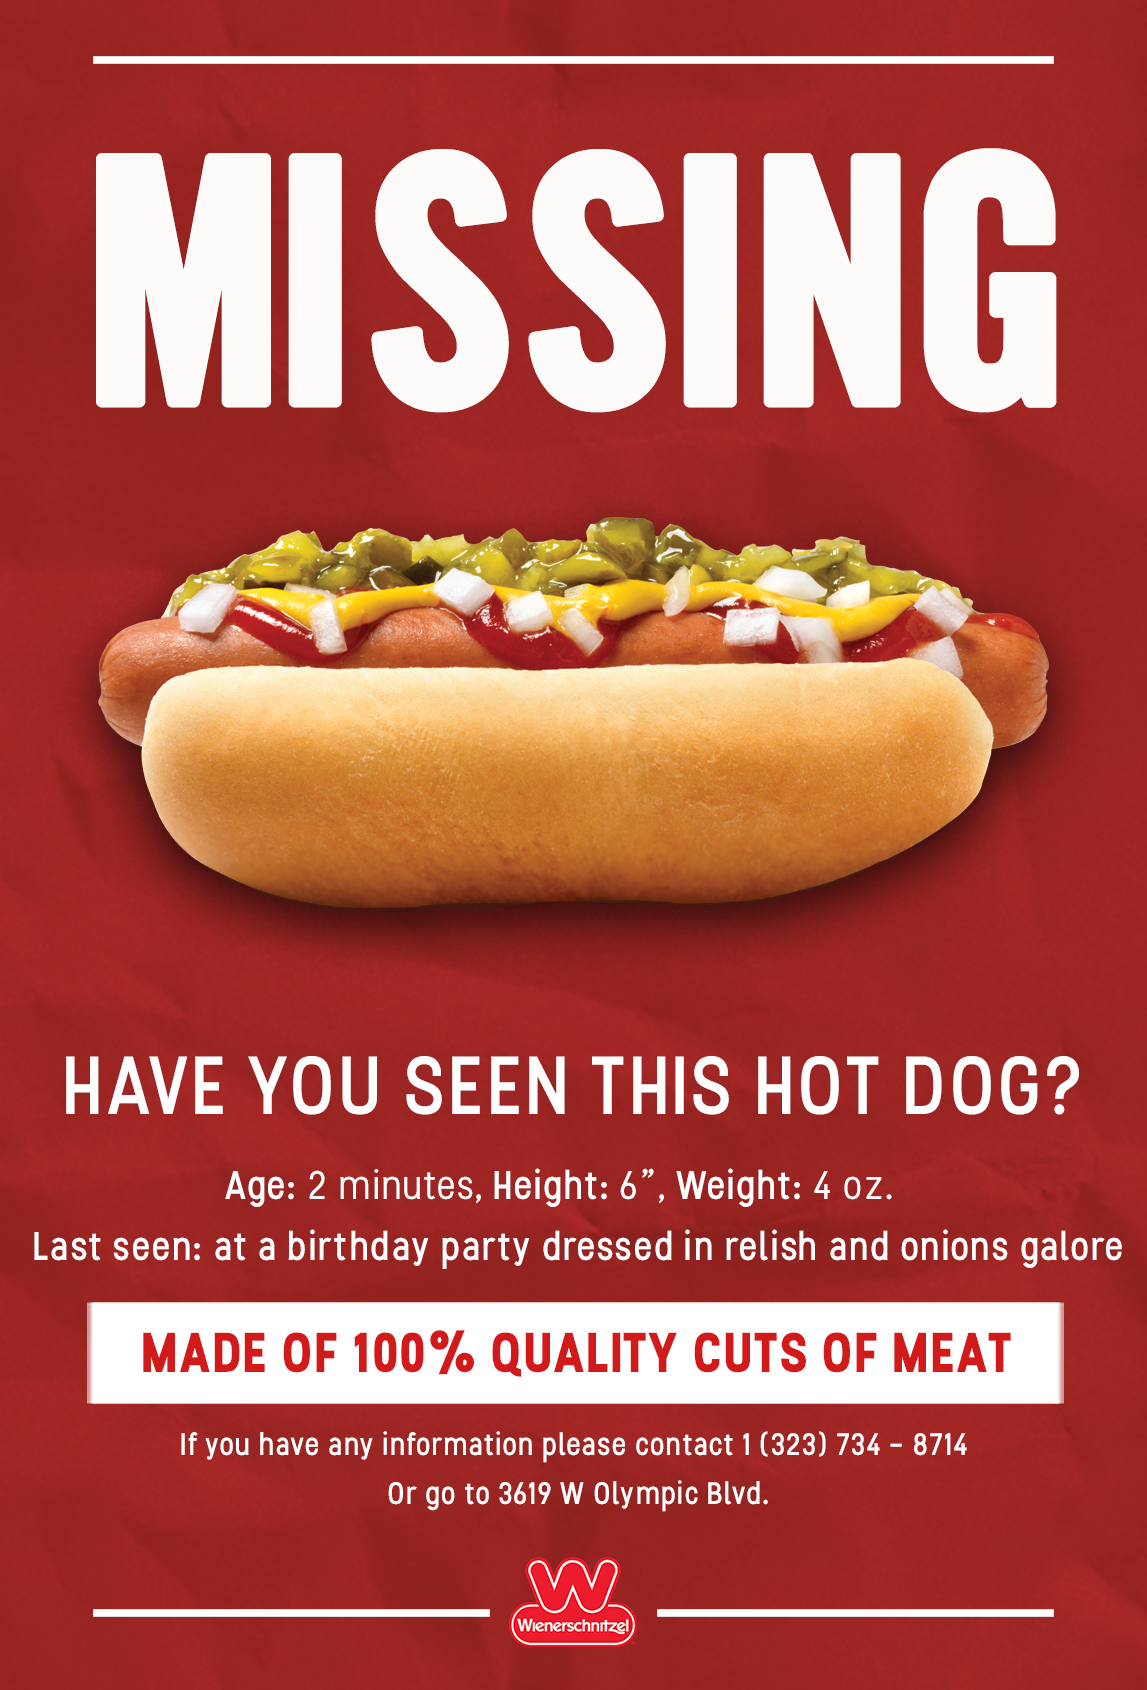 MISSING
HAVE YOU SEEN THIS HOT DOG?
Age: 2 minutes, Height: 6”, Weight: 4 oz.
Last seen: at a birthday party dressed in relish and onions galore
MADE OF 100% QUALITY CUTS OF MEAT
If you have any information please contact 1 (323) 734 – 8714
Or go to 3619 W Olympic Blvd.
W
Wienerschnitzel